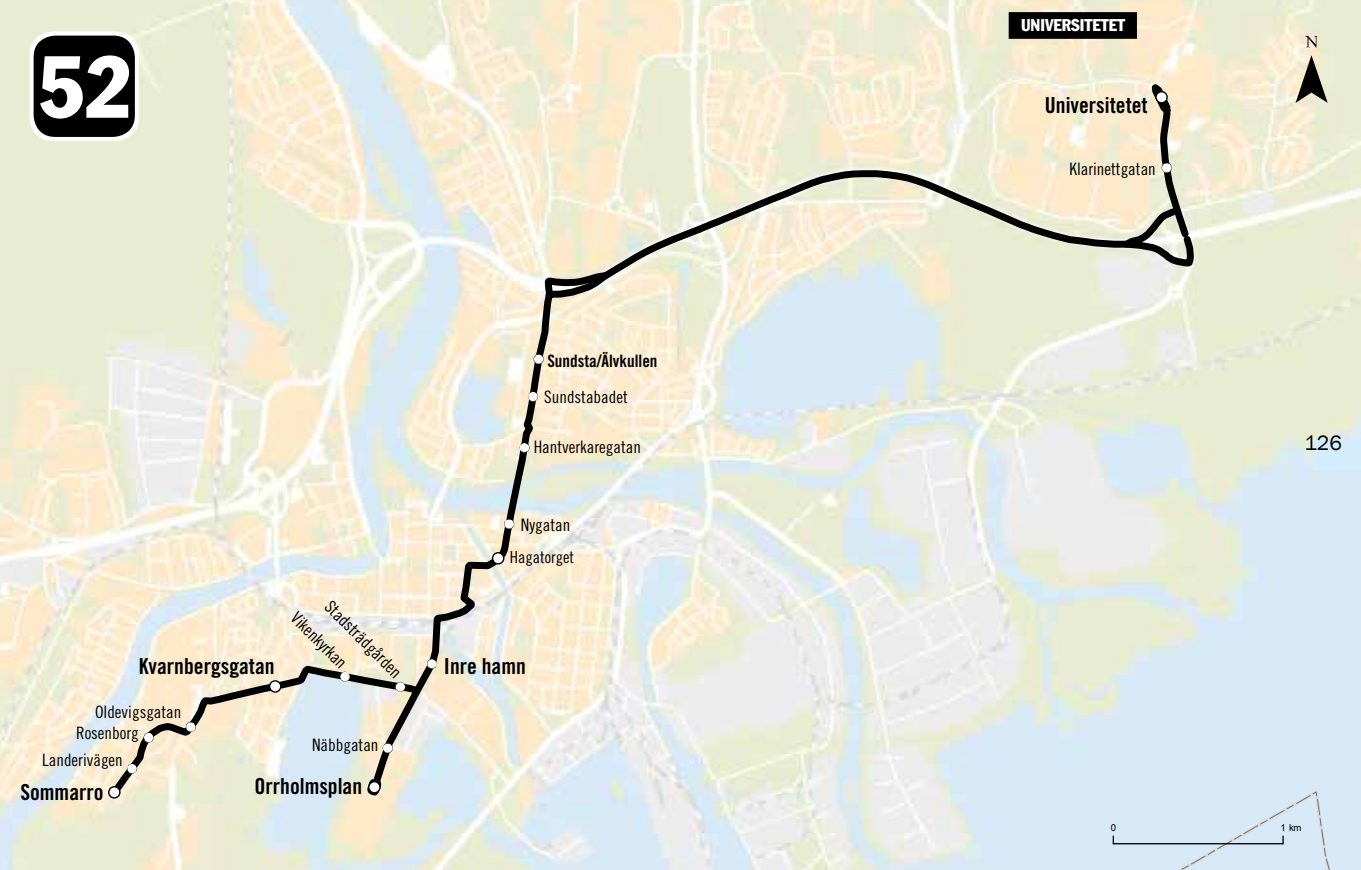 52
UNIVERSITETET
N
Universitetet
Klarinettgatan
Sundsta/Älvkullen
Sundstabadet
Hantverkaregatan
126
Nygatan
Hagatorget
Stadsträdgården
Vikenkyrkan
Kvarnbergsgatan
Inre hamn
Oldevigsgatan
Rosenborg
Näbbgatan
Landerivägen
Orrholmsplan
Sommarro
0 1 km